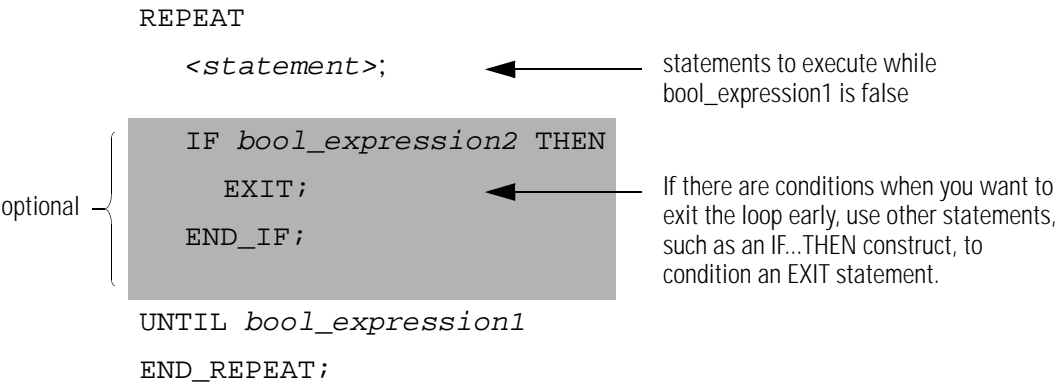 REPEAT
<statement>;
statements to execute while
bool_expression1 is false
optional
IF bool_expression2 THEN
EXIT;
END_IF;
If there are conditions when you want to
exit the loop early, use other statements,
such as an IF...THEN construct, to
condition an EXIT statement.
UNTIL bool_expression1
END_REPEAT;